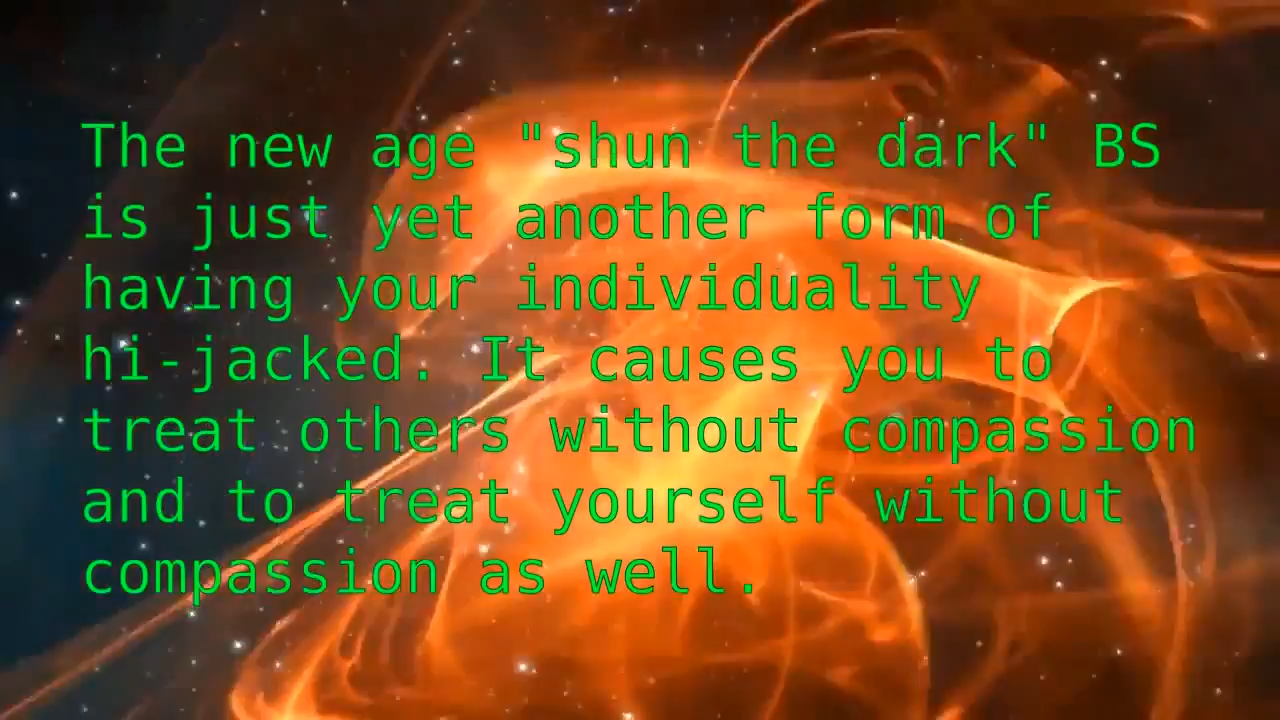 The new age "shun the dark" BS
is just yet another form of
having your individuality
hi-jacked. It causes you to
treat others without compassion
and to treat yourself without
compassion as well.